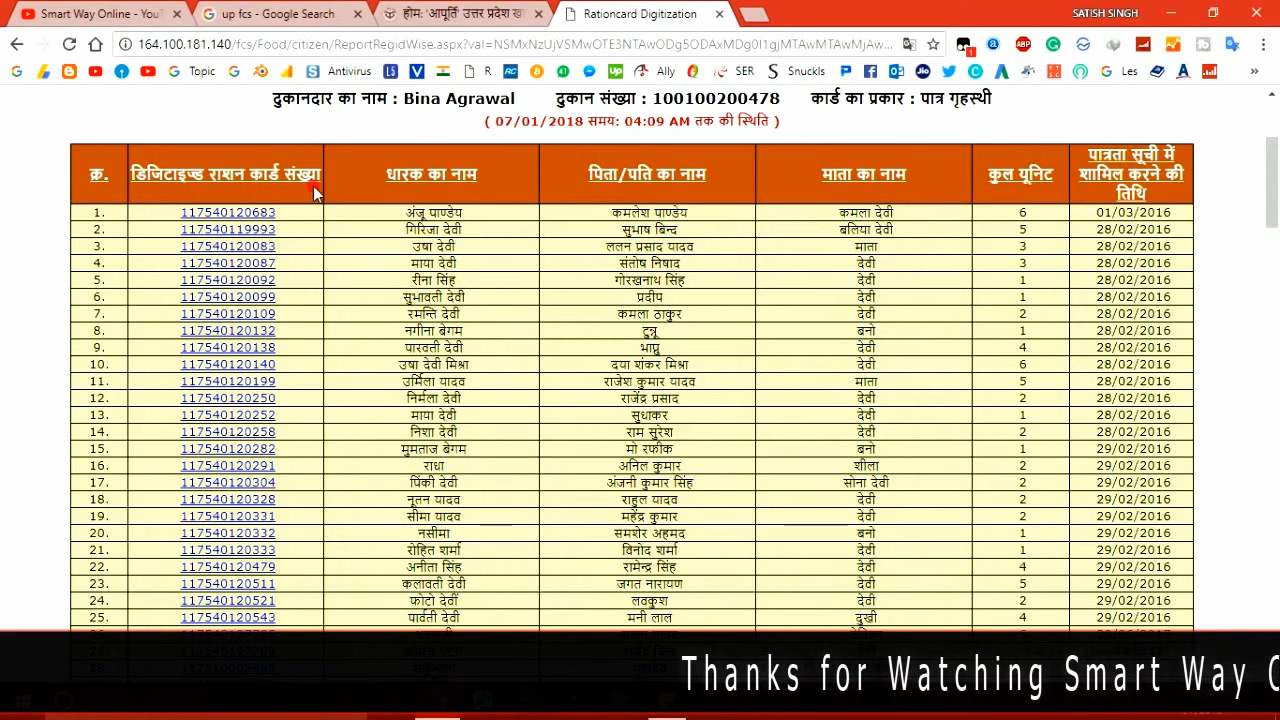 Smart Way Online - YouT
up fcs - Google Search
होम: 'आपूर्ति' उत्तर प्रदेश खा
Rationcard Digitization
SATISH SINGH
164.100.181.140/fcs/Food/citizen/ReportRegidWise.aspx?val=NSMxNzUjVSMwOTE3NTAwODg5ODAxMDg0I1gjMTAwMTAwMjAw...
Topic Antivirus R Ally SER Snuckls Les »
दुकानदार का नाम : Bina Agrawal दुकान संख्या : 100100200478 कार्ड का प्रकार : पात्र गृहस्थी
( 07/01/2018 समय: 04:09 AM तक की स्थिति )
क्र. डिजिटाइज्ड राशन कार्ड संख्या धारक का नाम पिता/पति का नाम माता का नाम कुल यूनिट पात्रता सूची में शामिल करने की तिथि
1. 117540120683 अंजू पाण्डेय कमलेश पाण्डेय कमला देवी 6 01/03/2016
2. 117540119993 गिरिजा देवी सुभाष बिन्द बलिया देवी 5 28/02/2016
3. 117540120083 उषा देवी ललन प्रसाद यादव माता 3 28/02/2016
4. 117540120087 माया देवी संतोष निषाद देवी 3 28/02/2016
5. 117540120092 रीना सिंह गोरखनाथ सिंह देवी 1 28/02/2016
6. 117540120099 सुभावती देवी प्रदीप देवी 1 28/02/2016
7. 117540120109 रमन्ति देवी कमला ठाकुर देवी 2 28/02/2016
8. 117540120132 नगीना बेगम टुन्नू बनो 1 28/02/2016
9. 117540120138 पारवती देवी भाप्रु देवी 4 28/02/2016
10. 117540120140 उषा देवी मिश्रा दया शंकर मिश्रा देवी 6 28/02/2016
11. 117540120199 उर्मिला यादव राजेश कुमार यादव माता 5 28/02/2016
12. 117540120250 निर्मला देवी राजेंद्र प्रसाद देवी 2 28/02/2016
13. 117540120252 माया देवी सुधाकर देवी 1 28/02/2016
14. 117540120258 निशा देवी राम सुरेश देवी 2 28/02/2016
15. 117540120282 मुमताज बेगम मो रफीक बनो 1 29/02/2016
16. 117540120291 राधा अनिल कुमार शीला 2 29/02/2016
17. 117540120304 पिंकी देवी अंजनी कुमार सिंह सोना देवी 2 29/02/2016
18. 117540120328 नूतन यादव राहुल यादव देवी 2 29/02/2016
19. 117540120331 सीमा यादव महेंद्र कुमार देवी 2 29/02/2016
20. 117540120332 नसीमा समशेर अहमद बनो 1 29/02/2016
21. 117540120333 रोहित शर्मा विनोद शर्मा देवी 1 29/02/2016
22. 117540120479 अनीता सिंह रामेन्द्र सिंह देवी 4 29/02/2016
23. 117540120511 कलावती देवी जगत नारायण देवी 5 29/02/2016
24. 117540120521 फोटो देवीं लवकुश देवी 2 29/02/2016
25. 117540120543 पार्वती देवी मनी लाल दुखी 4 29/02/2016
Thanks for Watching Smart Way